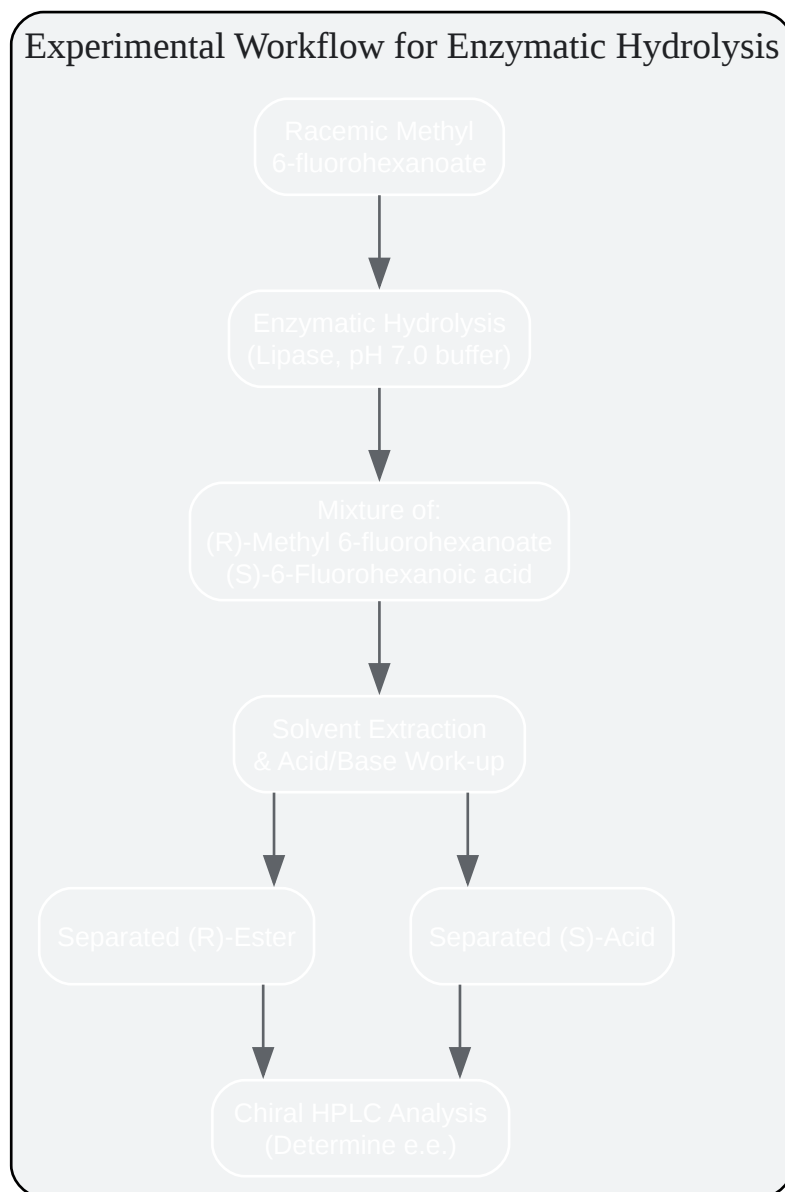 Experimental Workflow for Enzymatic Hydrolysis
Racemic Methyl
6-fluorohexanoate
Enzymatic Hydrolysis
(Lipase, pH 7.0 buffer)
Mixture of:
(R)-Methyl 6-fluorohexanoate
(S)-6-Fluorohexanoic acid
Solvent Extraction
& Acid/Base Work-up
Separated (R)-Ester
Separated (S)-Acid
Chiral HPLC Analysis
(Determine e.e.)